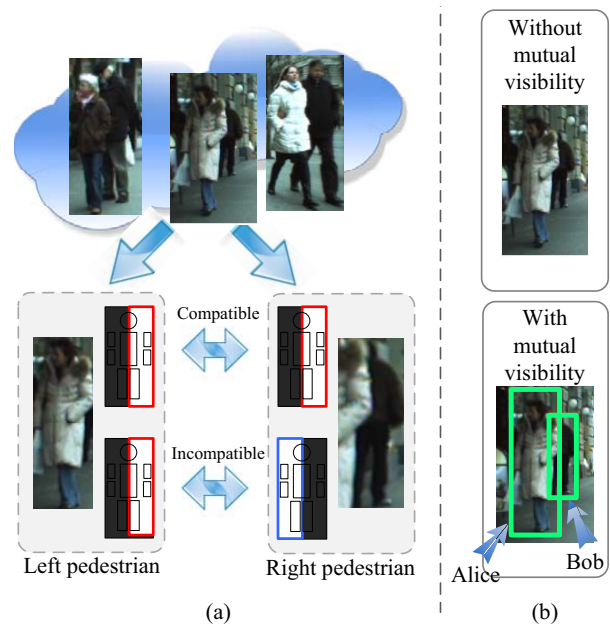 Compatible
Incompatible
Left pedestrian
Right pedestrian
(a)
Without
mutual
visibility
With
mutual
visibility
Alice
Bob
(b)